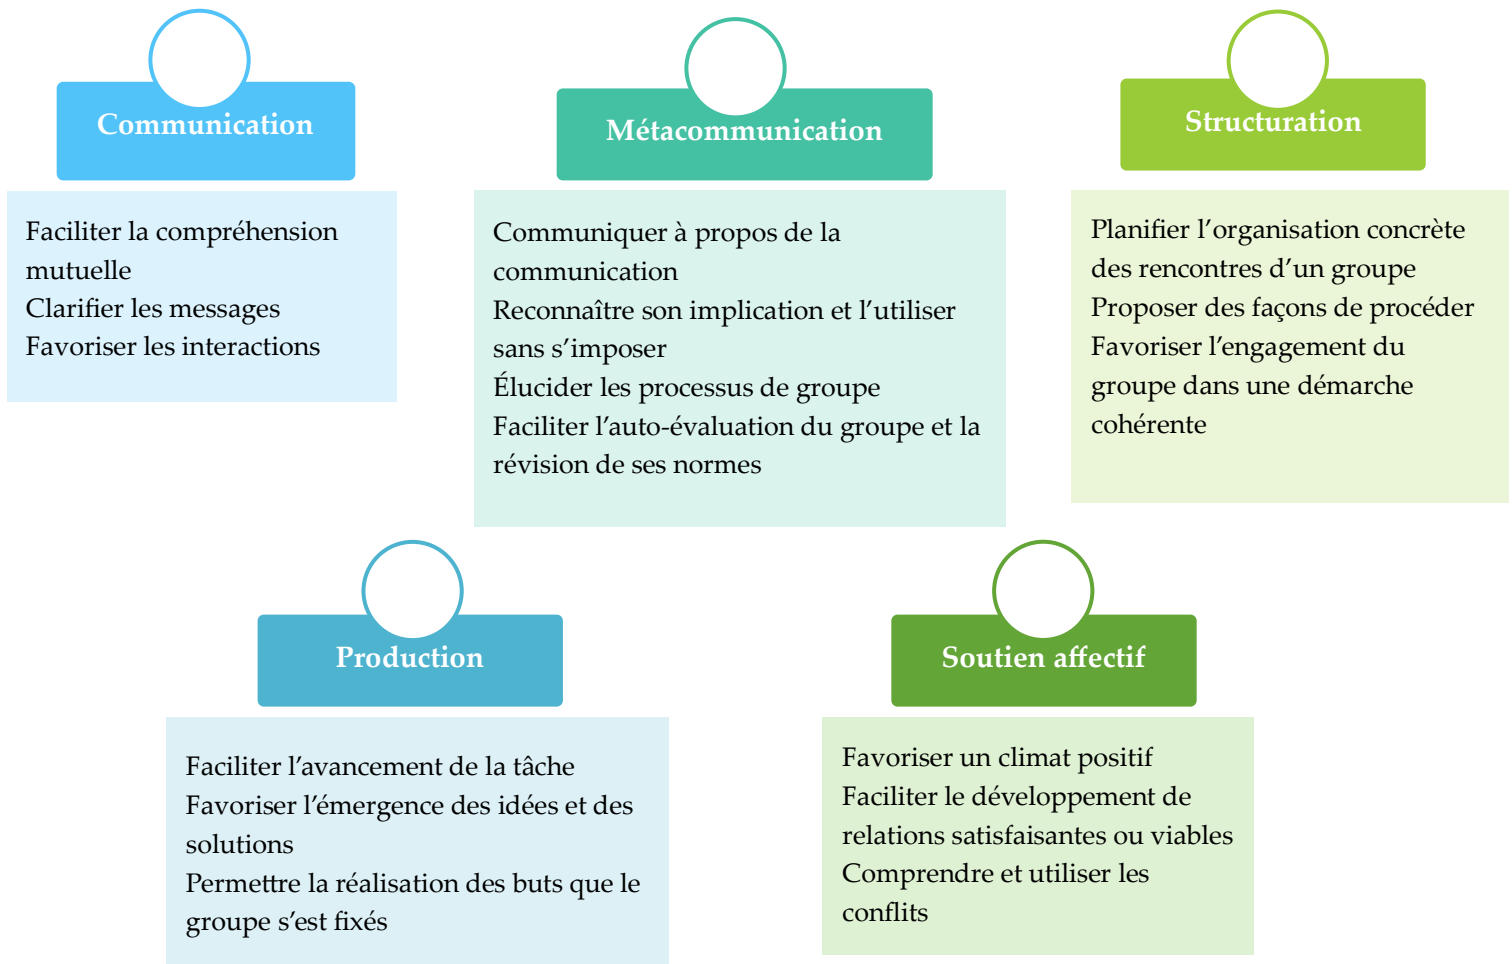 Communication
Faciliter la compréhension
mutuelle
Clarifier les messages
Favoriser les interactions
Métacommunication
Communiquer à propos de la
communication
Reconnaître son implication et l’utiliser
sans s’imposer
Élucider les processus de groupe
Faciliter l’auto-évaluation du groupe et la
révision de ses normes
Structuration
Planifier l’organisation concrète
des rencontres d’un groupe
Proposer des façons de procéder
Favoriser l’engagement du
groupe dans une démarche
cohérente
Production
Faciliter l’avancement de la tâche
Favoriser l’émergence des idées et des
solutions
Permettre la réalisation des buts que le
groupe s’est fixés
Soutien affectif
Favoriser un climat positif
Faciliter le développement de
relations satisfaisantes ou viables
Comprendre et utiliser les
conflits